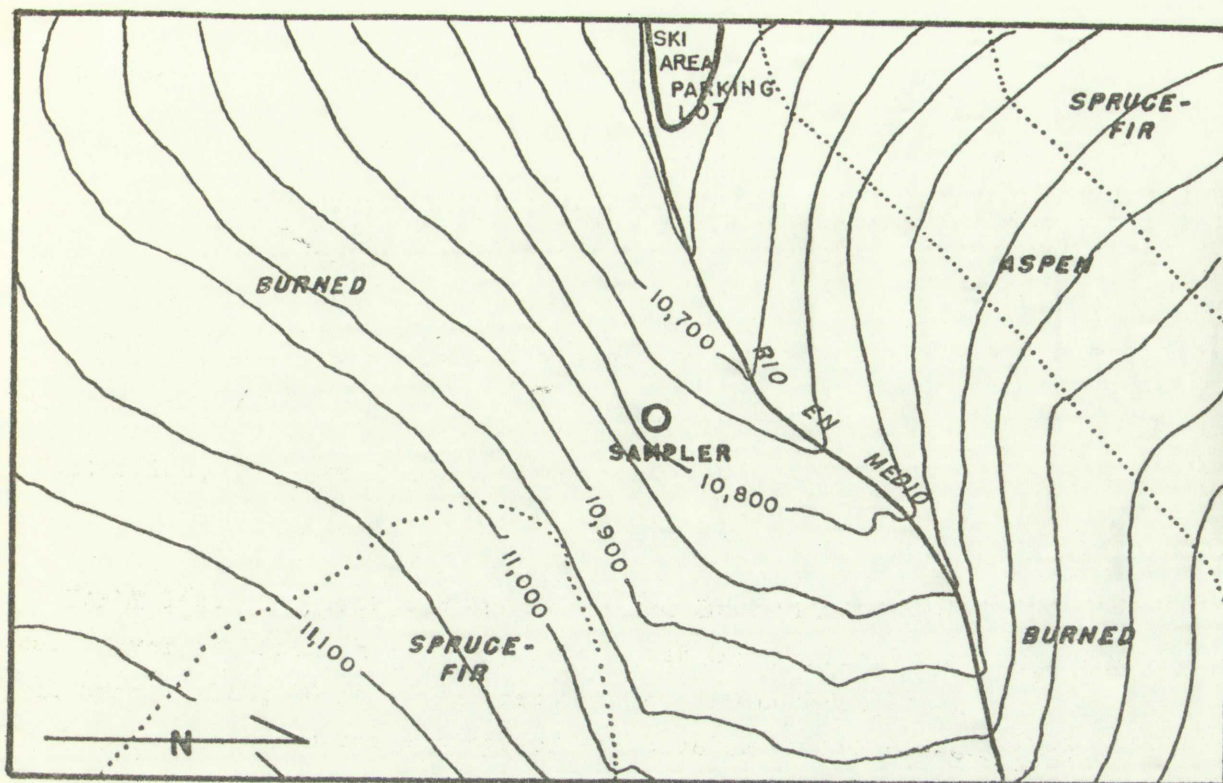 SKI
AREA
PARKING
LOT
SPRUCE-
FIR
ASPEN
BURNED
10,700
RIO EN MEDIO
SAMPLER
10,800
10,900
11,000
11,100
SPRUCE-
FIR
BURNED
N